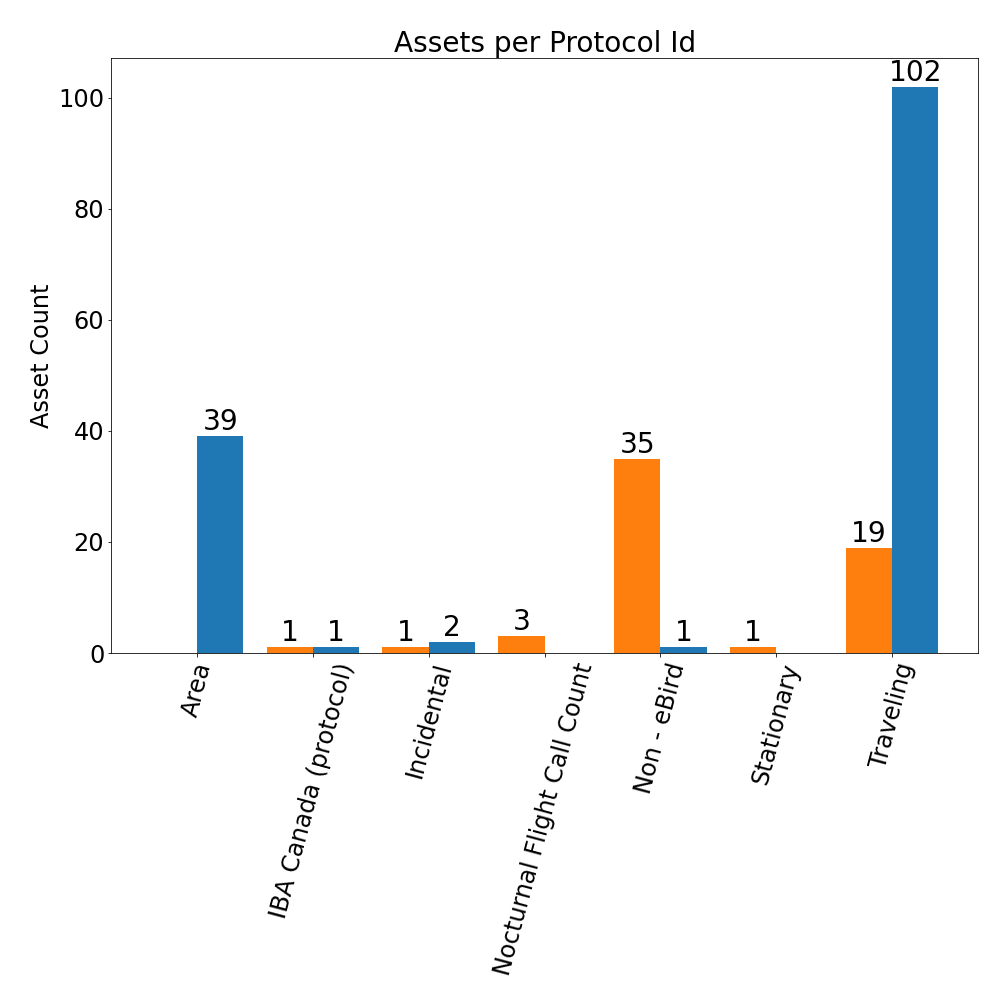 Assets per Protocol Id
Asset Count
100
80
60
40
20
0
39
1
1
1
2
3
35
1
1
19
102
Area
IBA Canada (protocol)
Incidental
Nocturnal Flight Call Count
Non - eBird
Stationary
Traveling